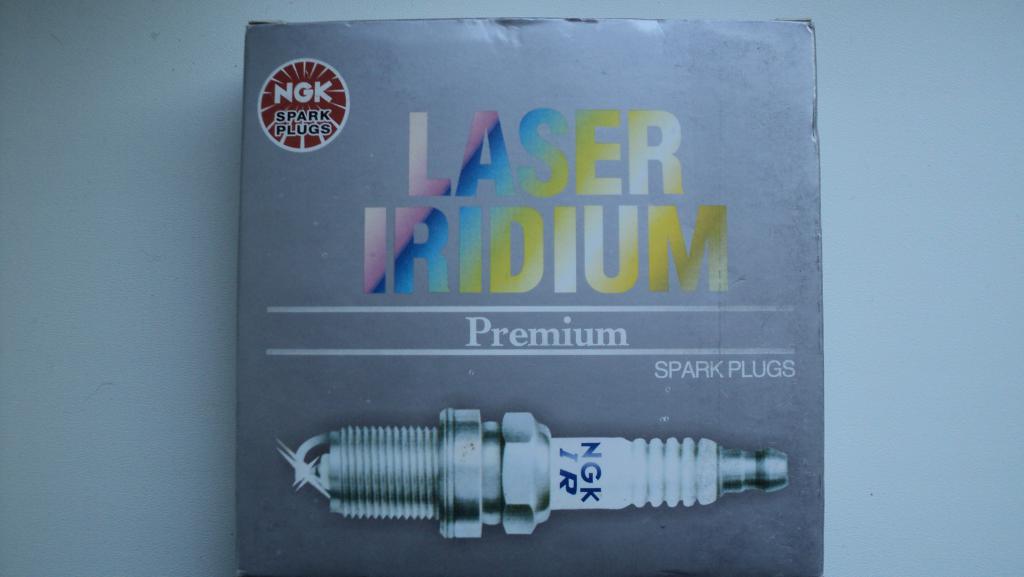 NGK
SPARK
PLUGS
LASER
IRIDIUM
Premium
SPARK PLUGS
NGK
IR